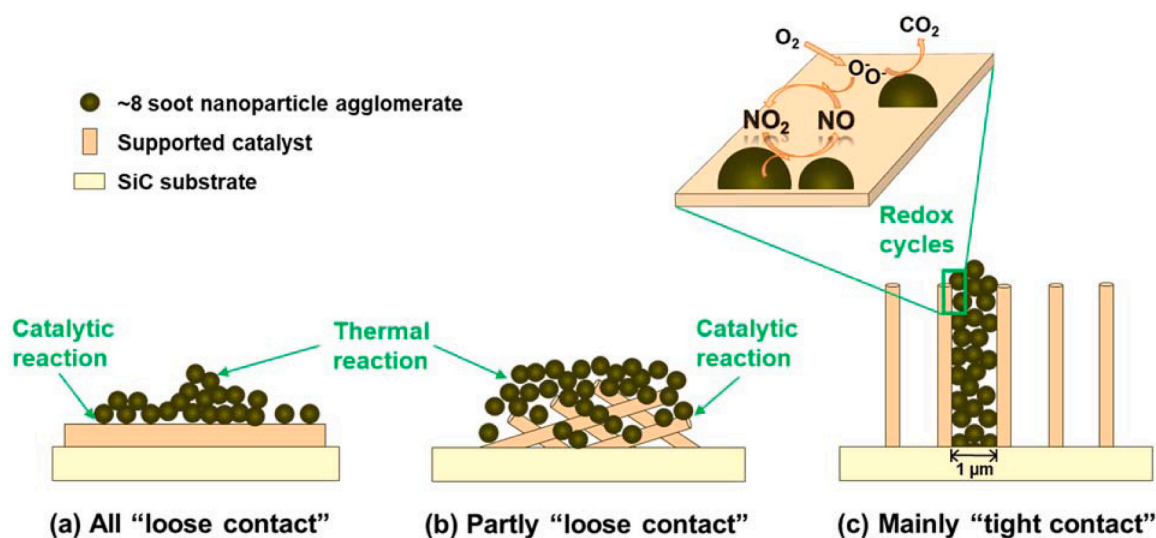 ~8 soot nanoparticle agglomerate
Supported catalyst
SiC substrate
O₂
CO₂
O⁻
O⁻
NO₂
NO
Redox
cycles
Catalytic
reaction
Thermal
reaction
Catalytic
reaction
1 μm
(a) All “loose contact”
(b) Partly “loose contact”
(c) Mainly “tight contact”